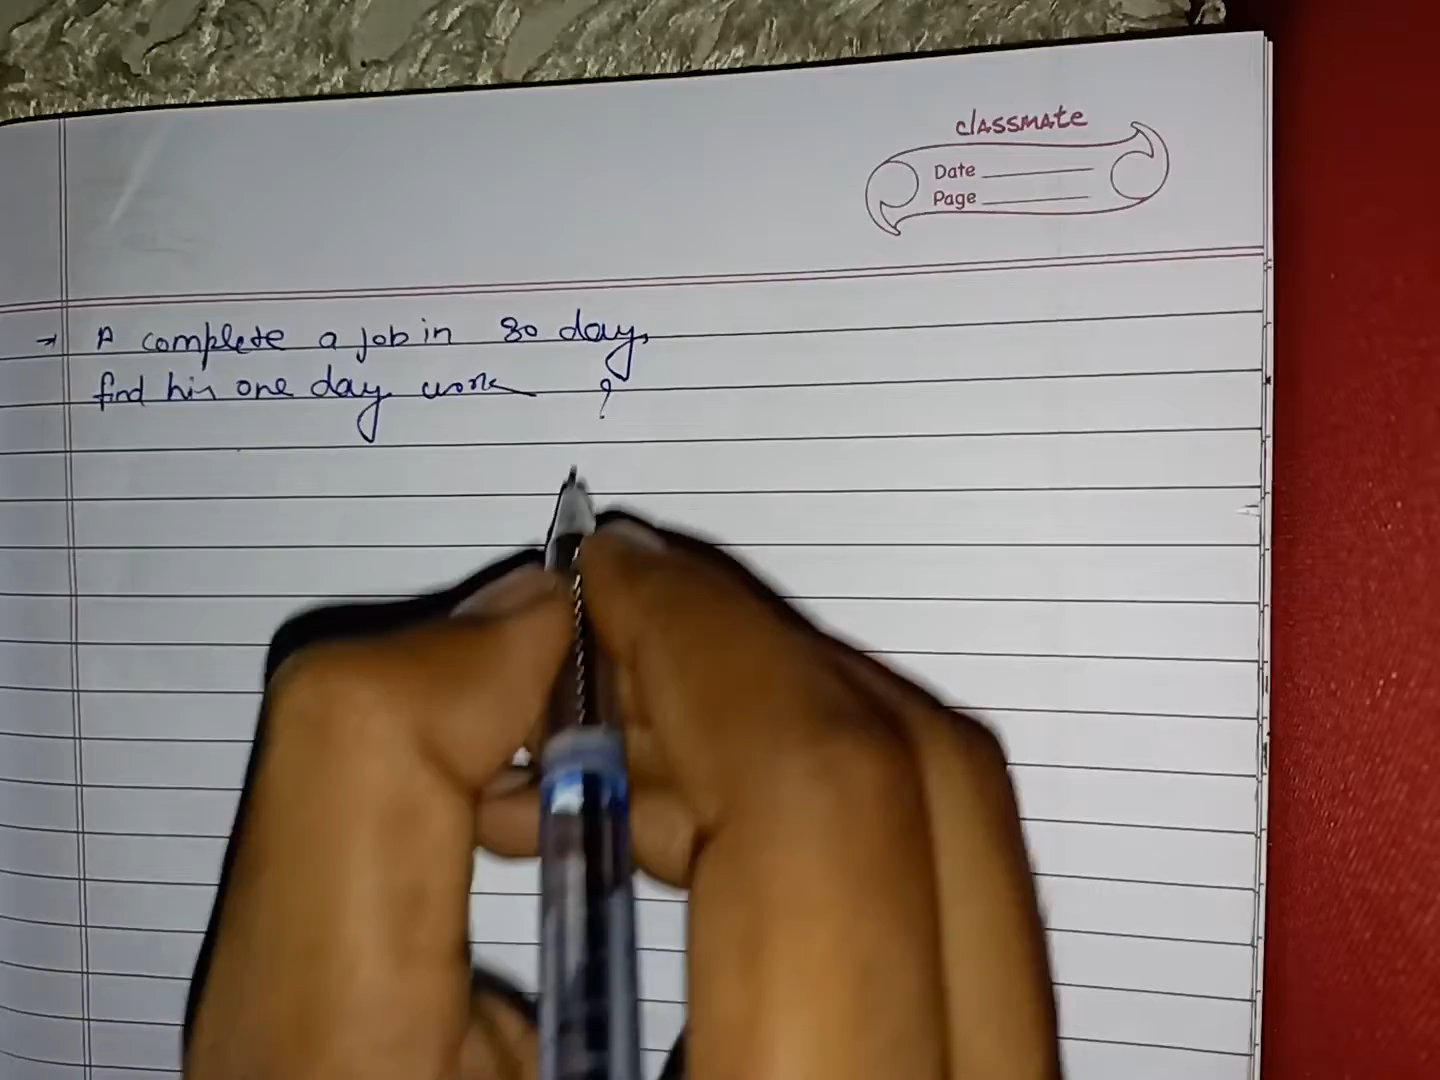 classmate
Date
Page
→ A complete a job in 80 day,
find his one day work ?